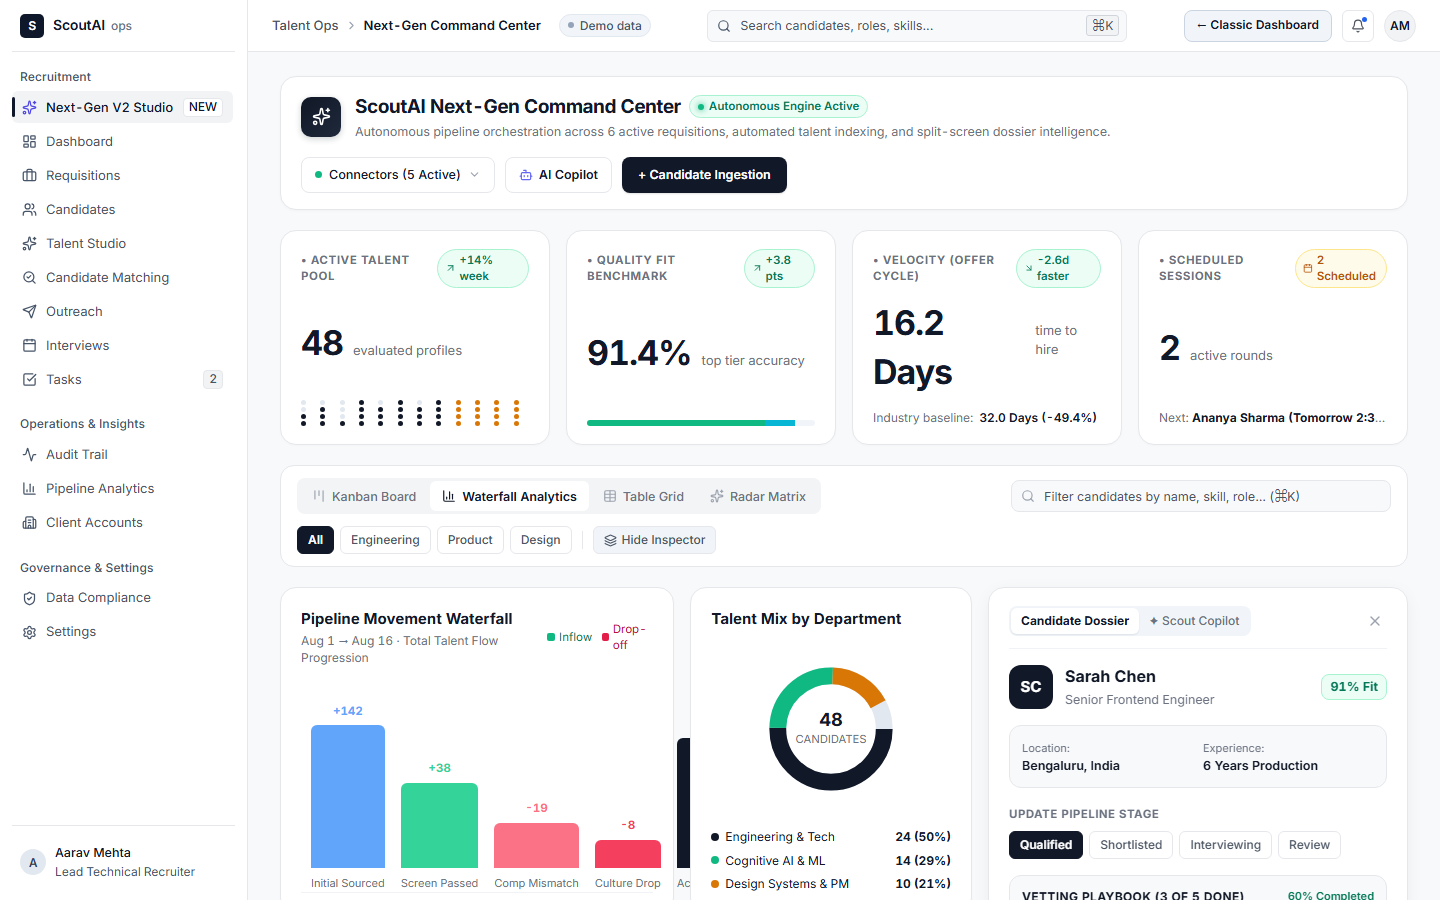 S ScoutAI ops
Recruitment
Next-Gen V2 Studio NEW
Dashboard
Requisitions
Candidates
Talent Studio
Candidate Matching
Outreach
Interviews
Tasks 2
Operations & Insights
Audit Trail
Pipeline Analytics
Client Accounts
Governance & Settings
Data Compliance
Settings
A Aarav Mehta
Lead Technical Recruiter
Talent Ops > Next-Gen Command Center • Demo data
Search candidates, roles, skills... ⌘K
← Classic Dashboard
AM
ScoutAI Next-Gen Command Center • Autonomous Engine Active
Autonomous pipeline orchestration across 6 active requisitions, automated talent indexing, and split-screen dossier intelligence.
Connectors (5 Active)
AI Copilot
+ Candidate Ingestion
• ACTIVE TALENT
POOL
+14%
week
48 evaluated profiles
• QUALITY FIT
BENCHMARK
+3.8
pts
91.4% top tier accuracy
• VELOCITY (OFFER
CYCLE)
-2.6d
faster
16.2
Days
time to
hire
Industry baseline: 32.0 Days (-49.4%)
• SCHEDULED
SESSIONS
2
Scheduled
2 active rounds
Next: Ananya Sharma (Tomorrow 2:3...
Kanban Board
Waterfall Analytics
Table Grid
Radar Matrix
Filter candidates by name, skill, role... (⌘K)
All
Engineering
Product
Design
Hide Inspector
Pipeline Movement Waterfall
Aug 1 → Aug 16 · Total Talent Flow
Progression
Inflow
Drop-
off
+142
+38
-19
-8
Initial Sourced
Screen Passed
Comp Mismatch
Culture Drop
Ac
Talent Mix by Department
48
CANDIDATES
Engineering & Tech 24 (50%)
Cognitive AI & ML 14 (29%)
Design Systems & PM 10 (21%)
Candidate Dossier
✦ Scout Copilot
SC
Sarah Chen
Senior Frontend Engineer
91% Fit
Location:
Bengaluru, India
Experience:
6 Years Production
UPDATE PIPELINE STAGE
Qualified
Shortlisted
Interviewing
Review
VETTING PLAYBOOK (3 OF 5 DONE) 60% Completed